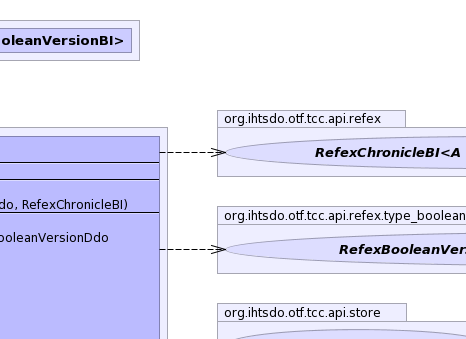 oleanVersionBI>
org.ihtsdo.otf.tcc.api.refex
RefexChronicleBI<A
do, RefexChronicleBI)
org.ihtsdo.otf.tcc.api.refex.type_boolean
ooleanVersionDdo
RefexBooleanVer
org.ihtsdo.otf.tcc.api.store